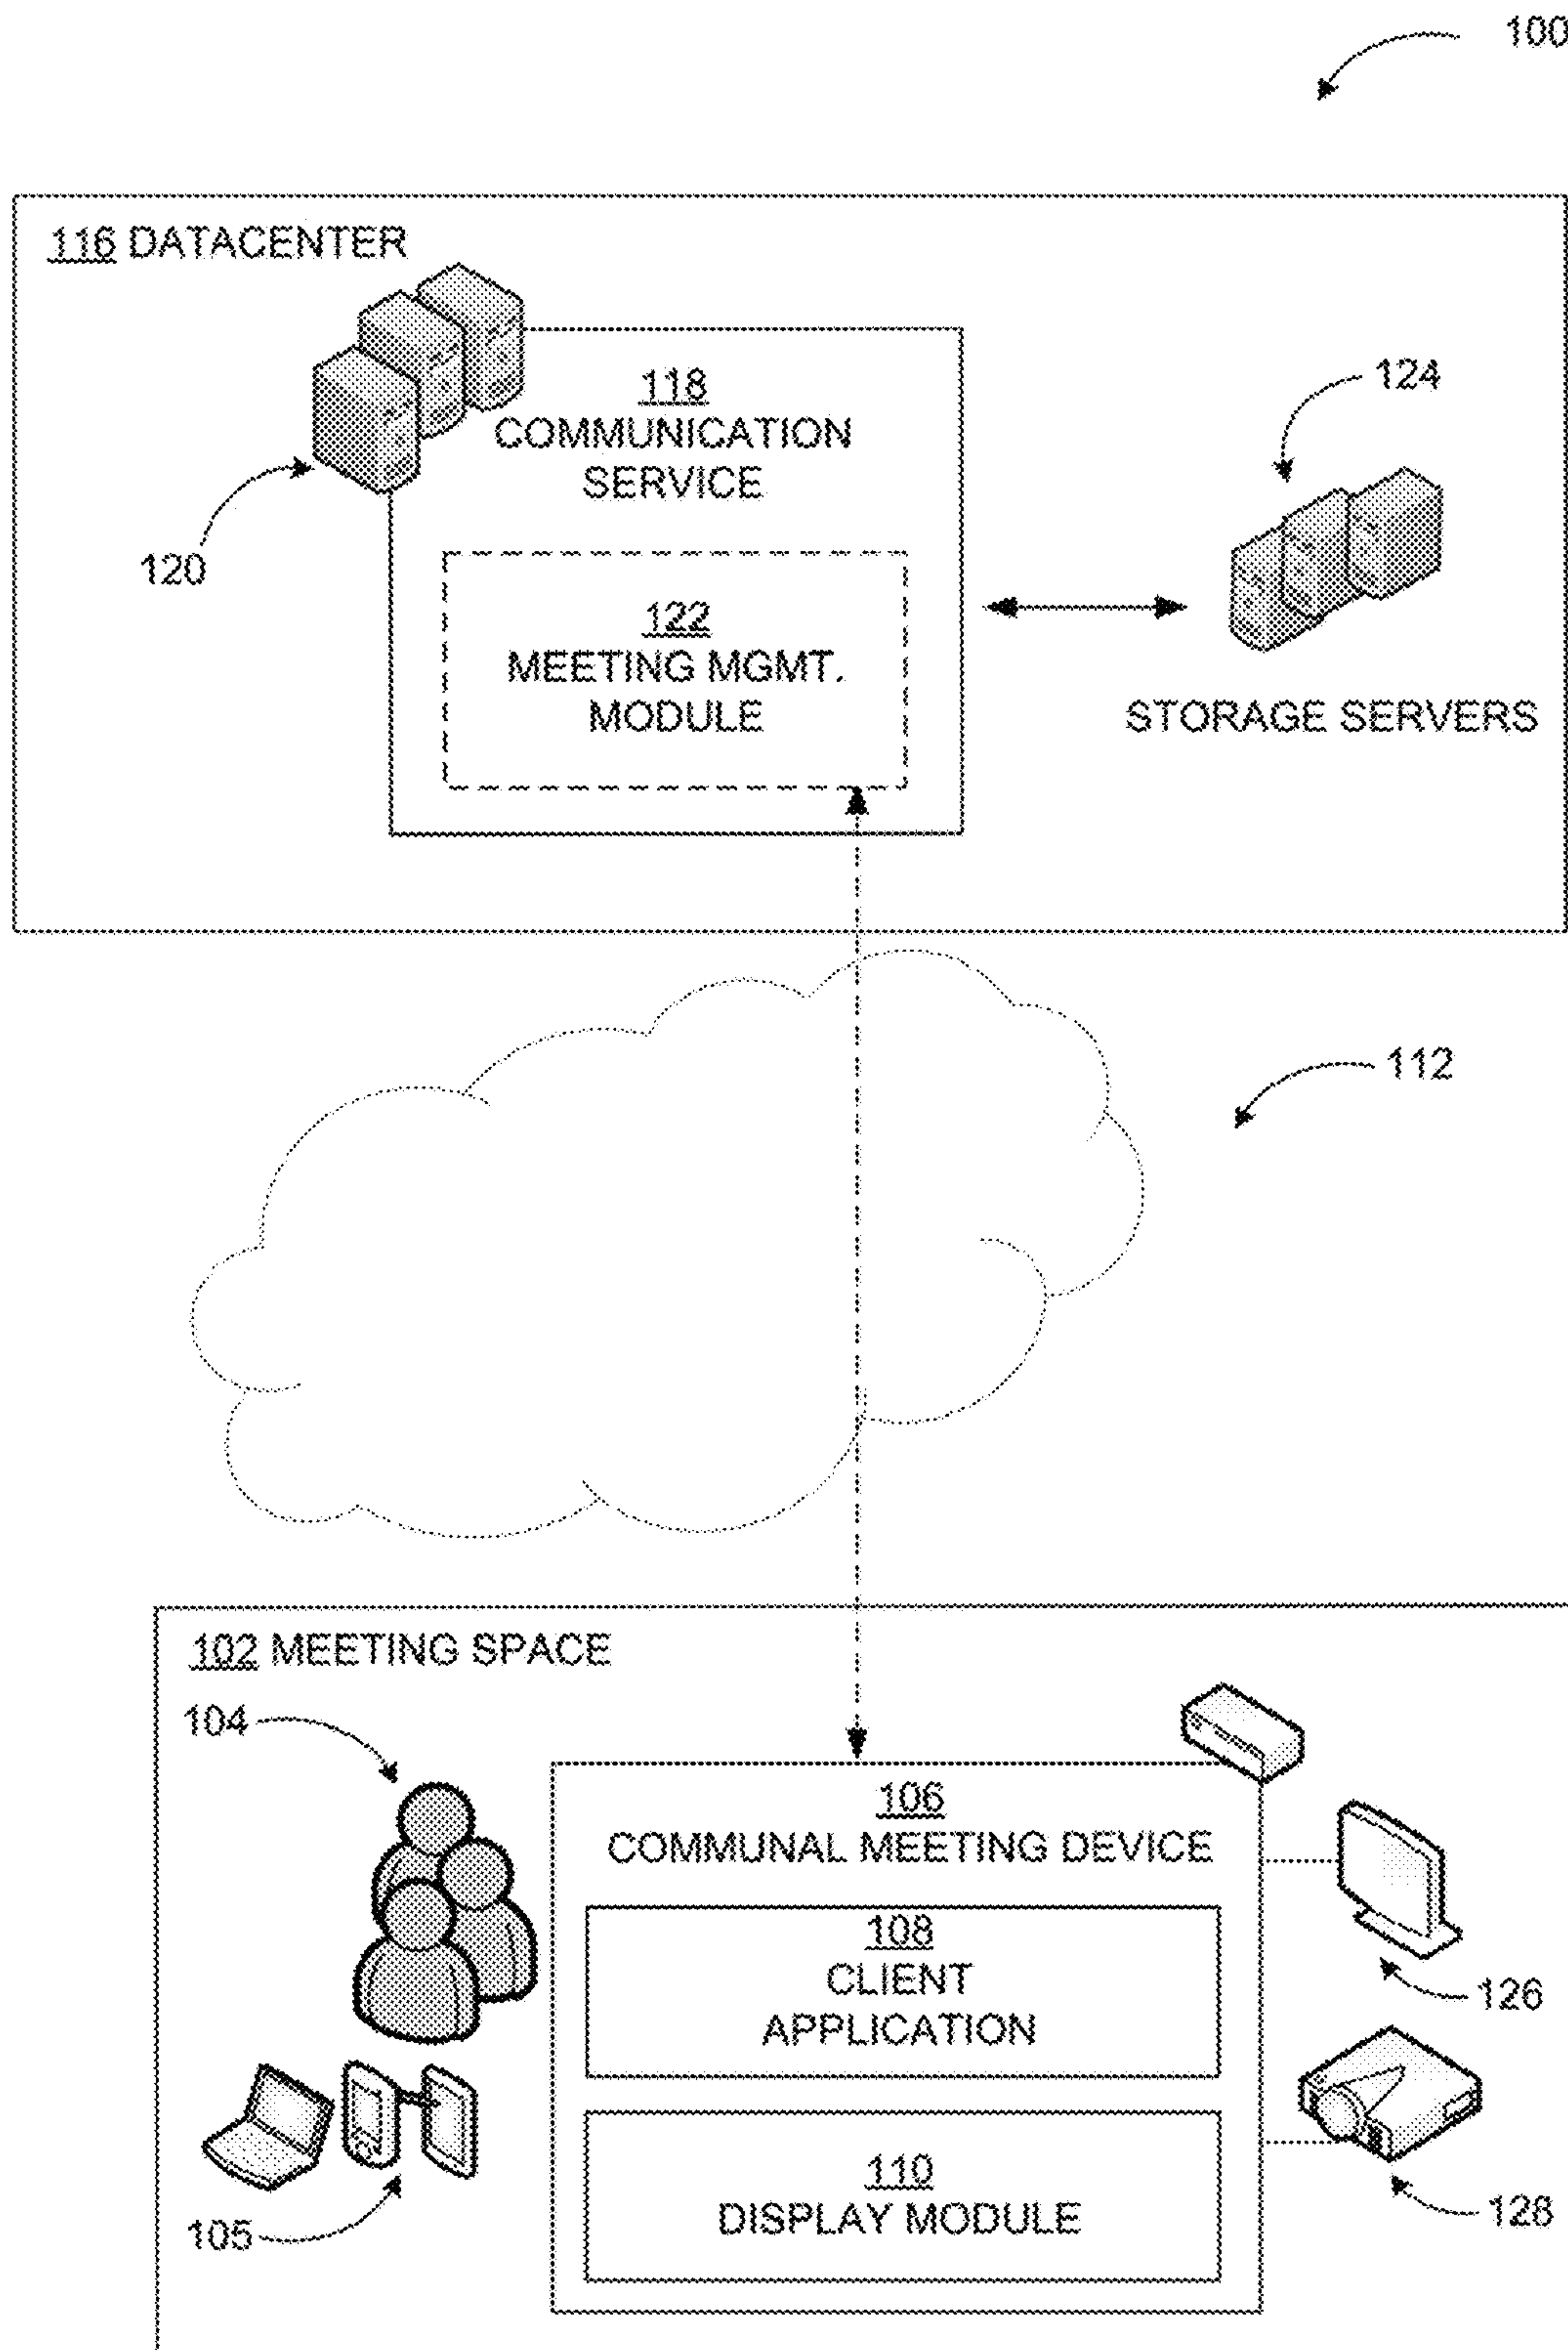 100
116 DATACENTER
118
COMMUNICATION
SERVICE
124
120
122
MEETING MGMT.
MODULE
STORAGE SERVERS
112
102 MEETING SPACE
104
106
COMMUNAL MEETING DEVICE
108
CLIENT
APPLICATION
126
110
DISPLAY MODULE
105
128